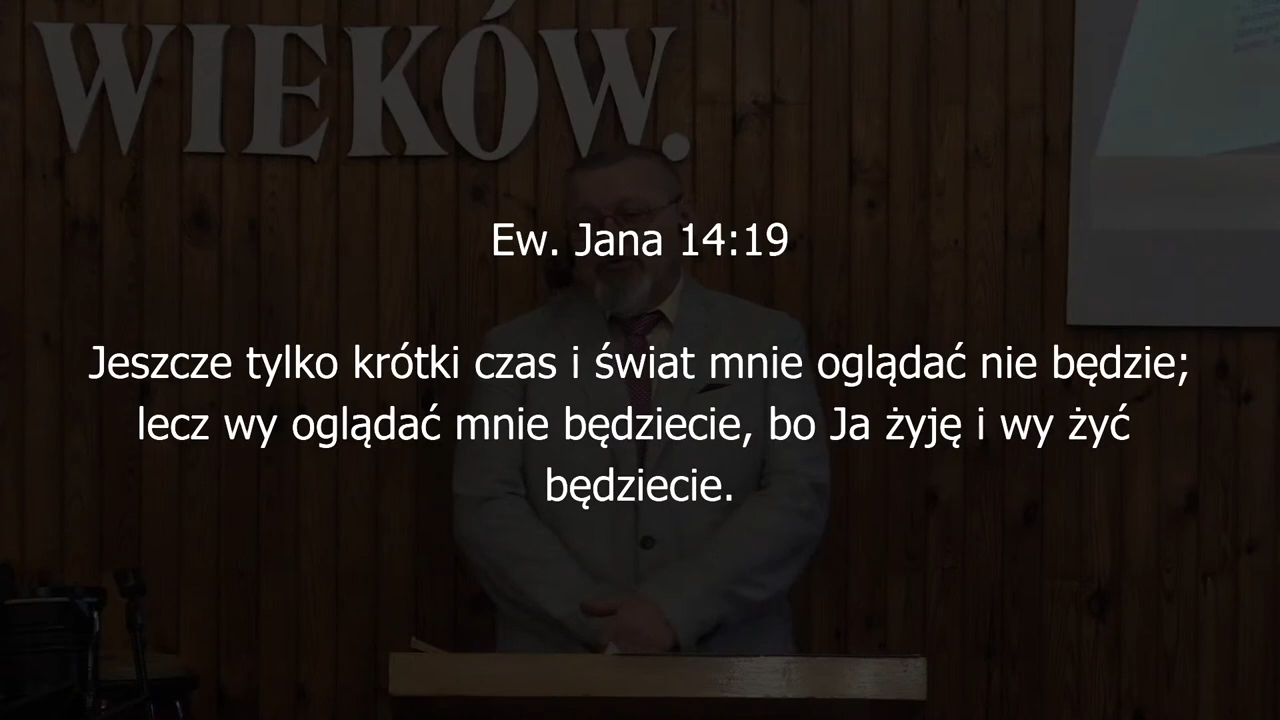 WIEKÓW.
Ew. Jana 14:19
Jeszcze tylko krótki czas i świat mnie oglądać nie będzie;
lecz wy oglądać mnie będziecie, bo Ja żyję i wy żyć
będziecie.